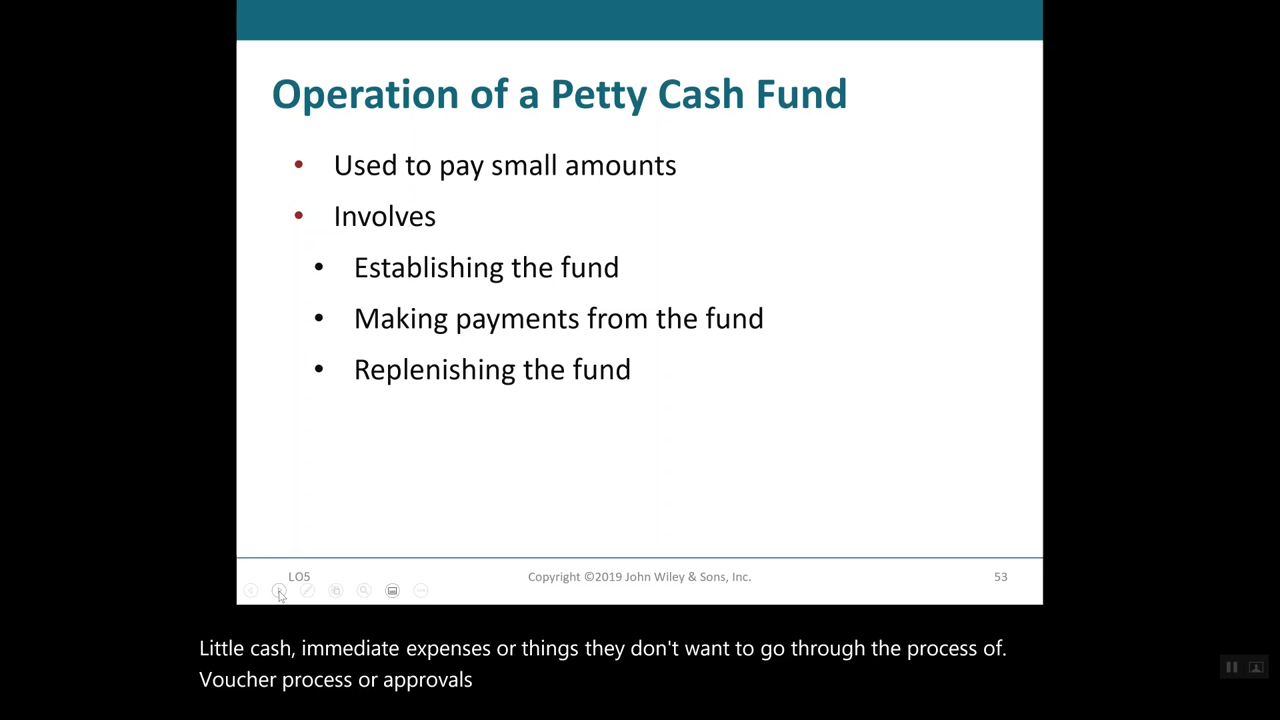 Operation of a Petty Cash Fund
• Used to pay small amounts
• Involves
• Establishing the fund
• Making payments from the fund
• Replenishing the fund
LO5
Copyright ©2019 John Wiley & Sons, Inc.
53
Little cash, immediate expenses or things they don't want to go through the process of.
Voucher process or approvals